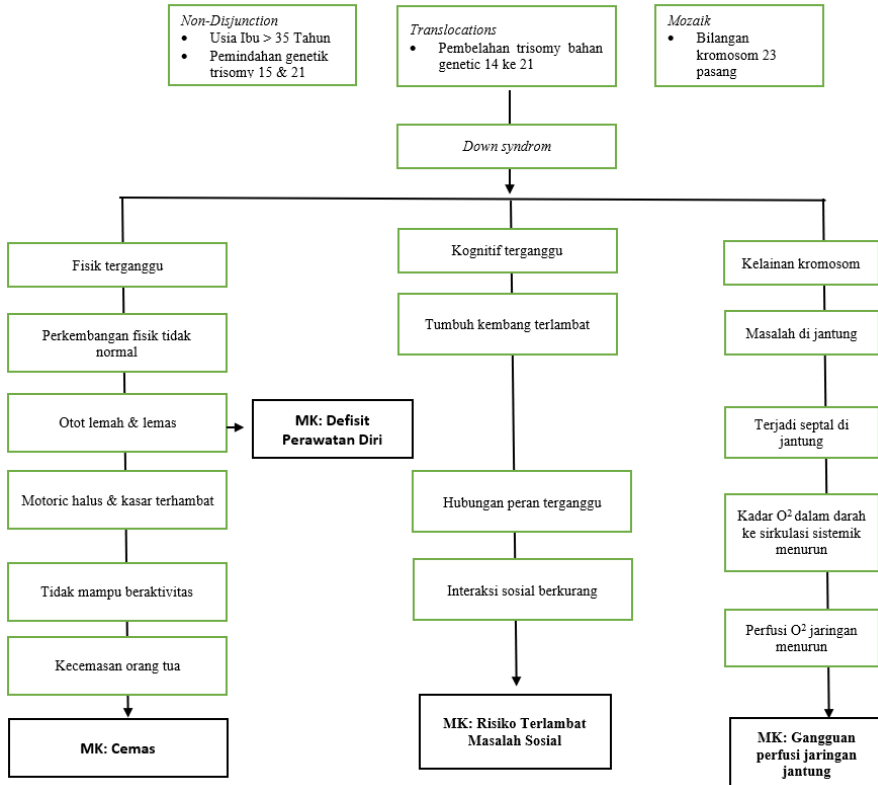 Non-Disjunction
• Usia Ibu > 35 Tahun
• Pemindahan genetik
trisomy 15 & 21
Translocations
• Pembelahan trisomy bahan
genetic 14 ke 21
Mozaik
• Bilangan
kromosom 23
pasang
Down syndrom
Fisik terganggu
Perkembangan fisik tidak
normal
Otot lemah & lemas
MK: Defisit
Perawatan Diri
Motoric halus & kasar terhambat
Tidak mampu beraktivitas
Kecemasan orang tua
MK: Cemas
Kognitif terganggu
Tumbuh kembang terlambat
Hubungan peran terganggu
Interaksi sosial berkurang
MK: Risiko Terlambat
Masalah Sosial
Kelainan kromosom
Masalah di jantung
Terjadi septal di
jantung
Kadar O² dalam darah
ke sirkulasi sistemik
menurun
Perfusi O² jaringan
menurun
MK: Gangguan
perfusi jaringan
jantung